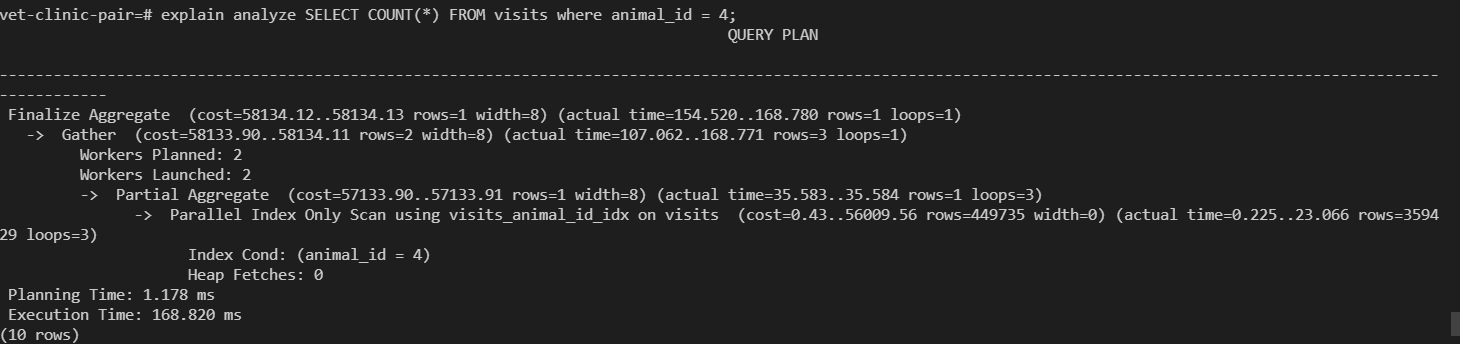 vet-clinic-pair=# explain analyze SELECT COUNT(*) FROM visits where animal_id = 4;
QUERY PLAN
----------------------------------------------------------------------------------------------------------------------------------------------------------------
------------
Finalize Aggregate  (cost=58134.12..58134.13 rows=1 width=8) (actual time=154.520..168.780 rows=1 loops=1)
  ->  Gather  (cost=58133.90..58134.11 rows=2 width=8) (actual time=107.062..168.771 rows=3 loops=1)
        Workers Planned: 2
        Workers Launched: 2
        ->  Partial Aggregate  (cost=57133.90..57133.91 rows=1 width=8) (actual time=35.583..35.584 rows=1 loops=3)
              ->  Parallel Index Only Scan using visits_animal_id_idx on visits  (cost=0.43..56009.56 rows=449735 width=0) (actual time=0.225..23.066 rows=3594
29 loops=3)
                    Index Cond: (animal_id = 4)
                    Heap Fetches: 0
Planning Time: 1.178 ms
Execution Time: 168.820 ms
(10 rows)